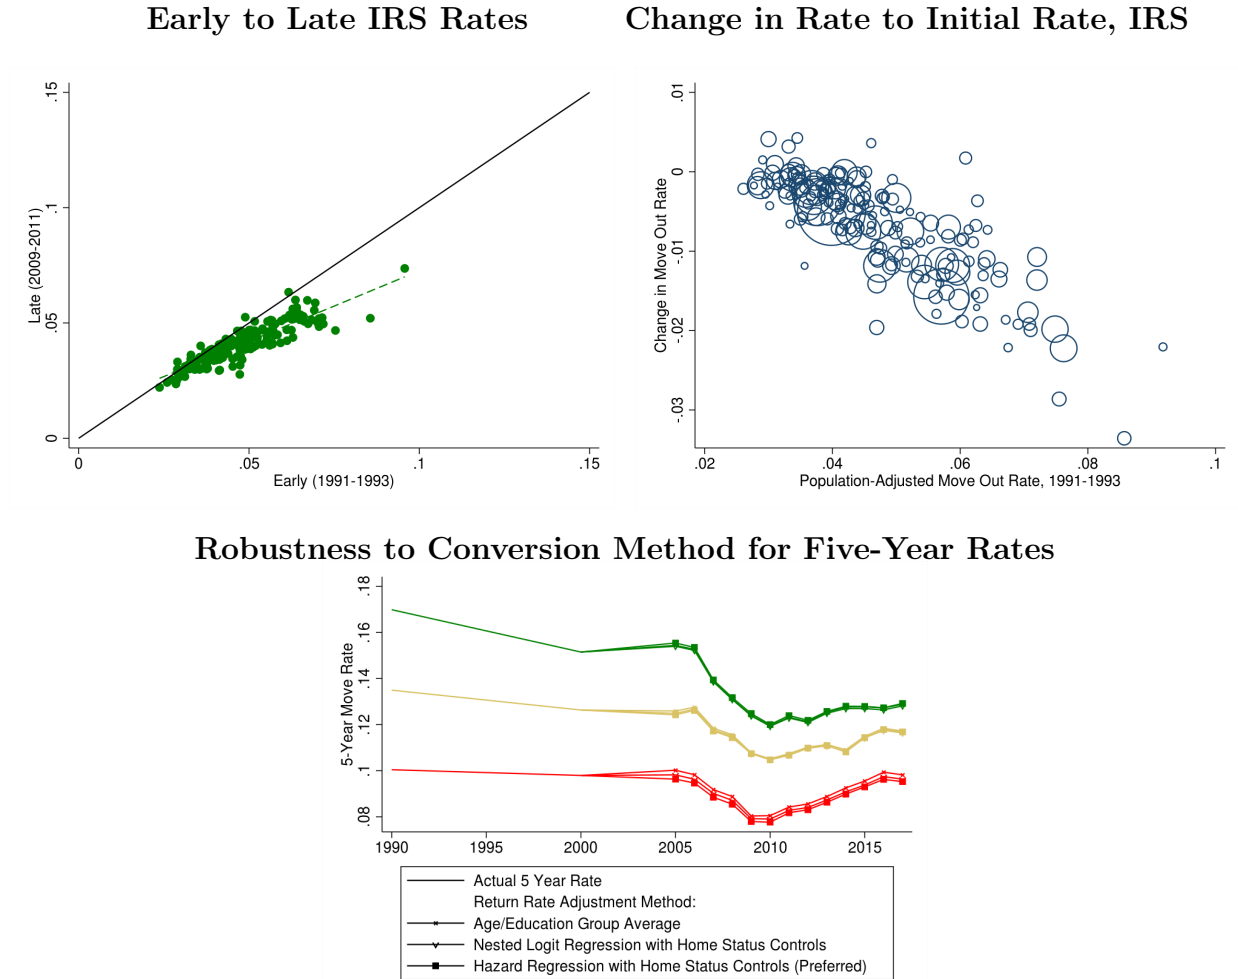 Early to Late IRS Rates
Late (2009-2011)
.15
.1
.05
0
0 .05 .1 .15
Early (1991-1993)
Change in Rate to Initial Rate, IRS
Change in Move Out Rate
.01
0
-.01
-.02
-.03
.02 .04 .06 .08 .1
Population-Adjusted Move Out Rate, 1991-1993
Robustness to Conversion Method for Five-Year Rates
5-Year Move Rate
.18
.16
.14
.12
.1
.08
1990 1995 2000 2005 2010 2015
Actual 5 Year Rate
Return Rate Adjustment Method:
Age/Education Group Average
Nested Logit Regression with Home Status Controls
Hazard Regression with Home Status Controls (Preferred)